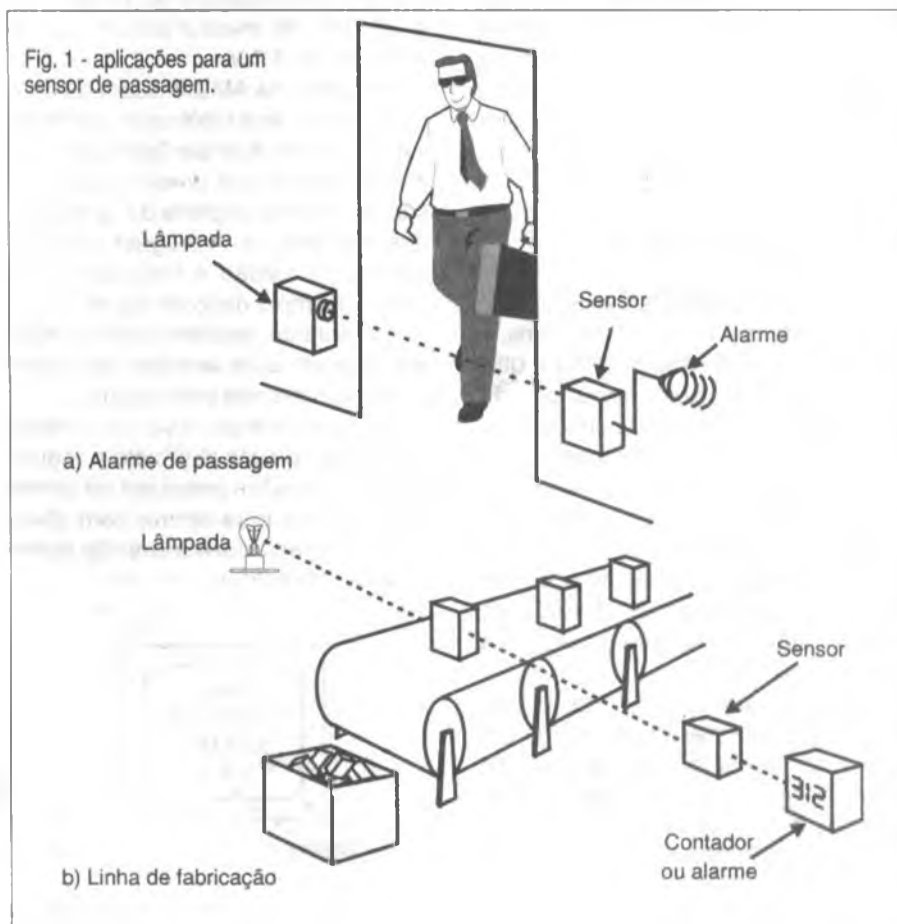 Fig. 1 - aplicações para um
sensor de passagem.
Lâmpada
Sensor
Alarme
a) Alarme de passagem
Lâmpada
Sensor
312
Contador
ou alarme
b) Linha de fabricação